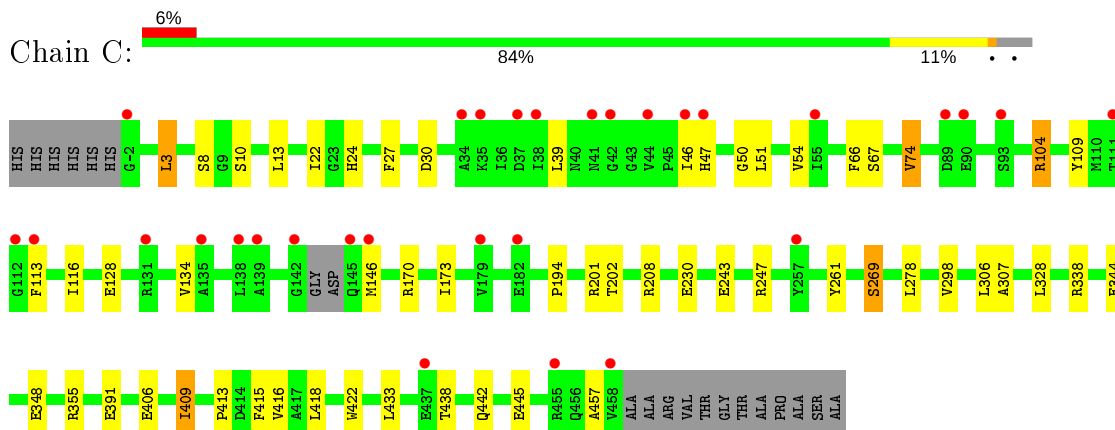 6%
Chain C:
84% 11% • •
HIS HIS HIS HIS HIS HIS G-2 L3 S8 G9 S10 L13 I22 G23 H24 F27 D30 A34 K35 I36 D37 I38 L39 N40 N41 G42 G43 V44 P45 I46 H47 G50 L51 V54 I55 F66 S67 V74 D89 E90 S93 R104 Y109 M110 T111
G112 F113 I116 E128 R131 V134 A135 L138 A139 G142 GLY ASP Q145 M146 R170 I173 V179 E182 P194 R201 T202 R208 E230 E243 R247 Y257 Y261 S269 L278 V298 L306 A307 L328 R338 E344
E348 R355 E391 E406 I409 P413 D414 F415 V416 A417 L418 W422 L433 E437 T438 Q442 E445 R455 Q456 A457 V458 ALA ALA ARG VAL THR GLY THR ALA PRO ALA SER ALA